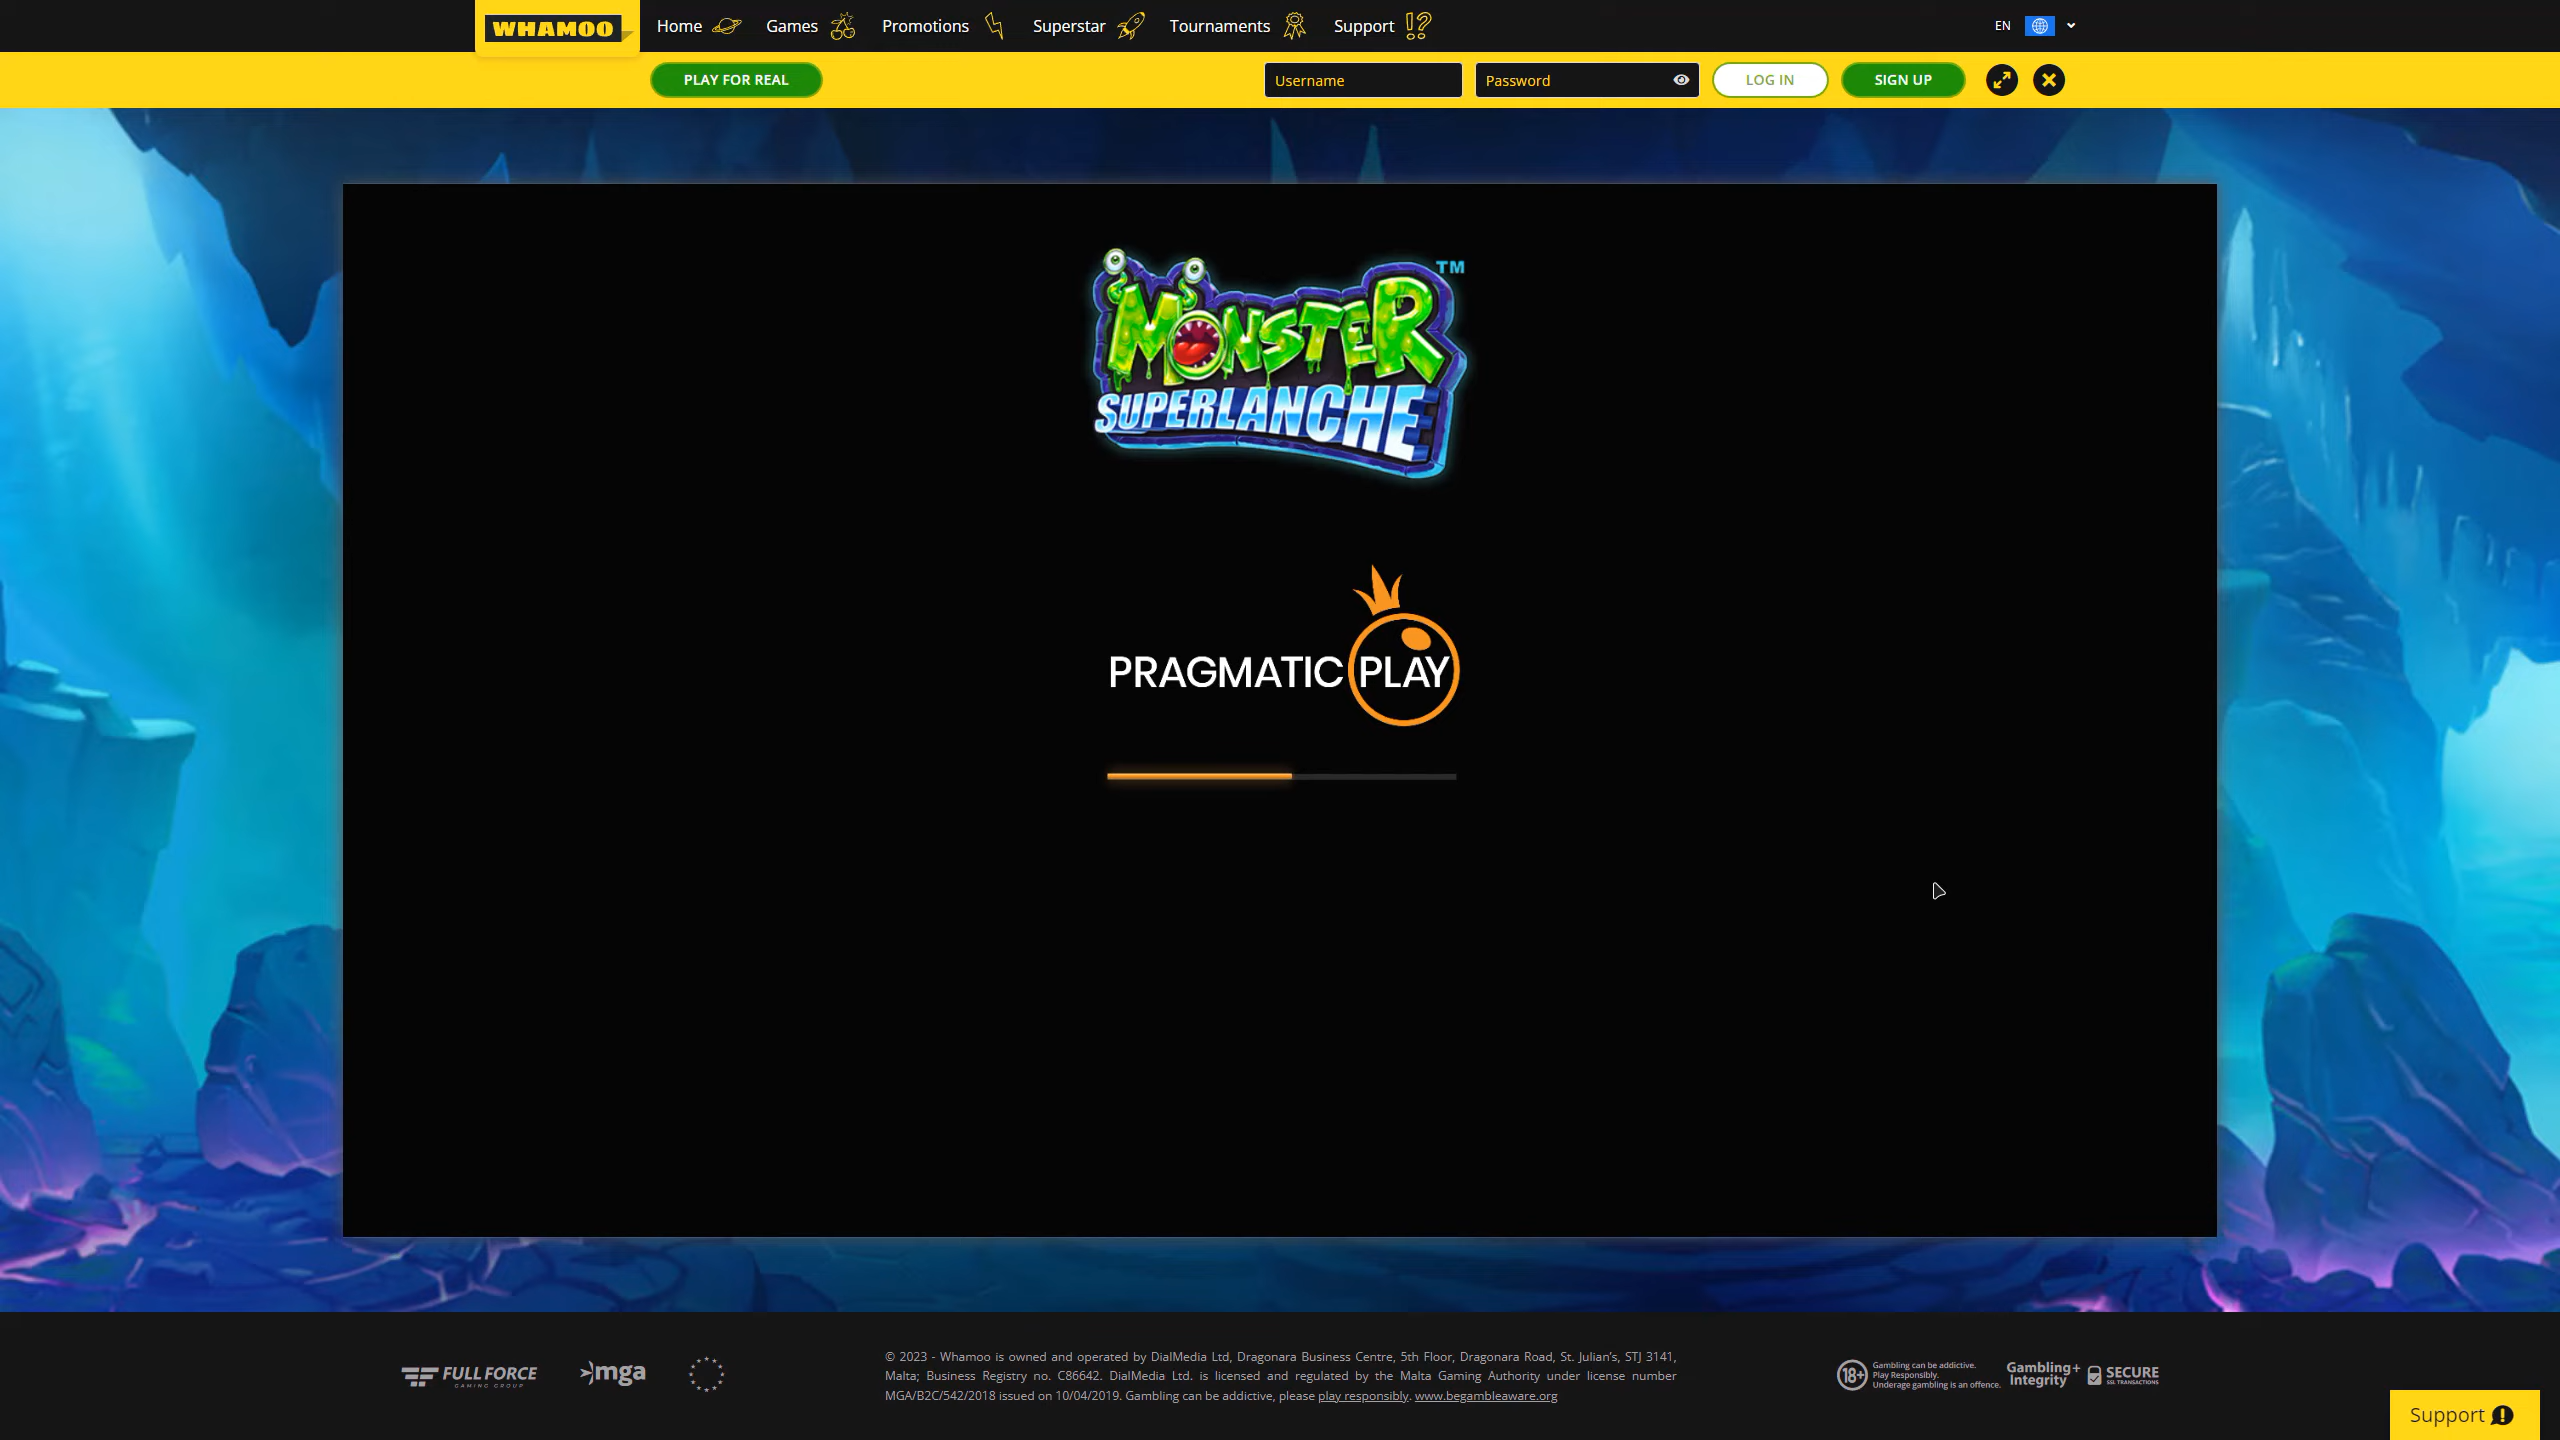 WHAMOO
Home
Games
Promotions
Superstar
Tournaments
Support
EN
PLAY FOR REAL
Username
Password
LOG IN
SIGN UP
MONSTER TM
SUPERLANCHE
PRAGMATIC PLAY
FULL FORCE
GAMING GROUP
mga
© 2023 - Whamoo is owned and operated by DialMedia Ltd, Dragonara Business Centre, 5th Floor, Dragonara Road, St. Julian’s, STJ 3141,
Malta; Business Registry no. C86642. DialMedia Ltd. is licensed and regulated by the Malta Gaming Authority under license number
MGA/B2C/542/2018 issued on 10/04/2019. Gambling can be addictive, please play responsibly. www.begambleaware.org
18+
Gambling can be addictive.
Play Responsibly.
Underage gambling is an offence.
Gambling+
Integrity
SECURE
SSL TRANSACTIONS
Support